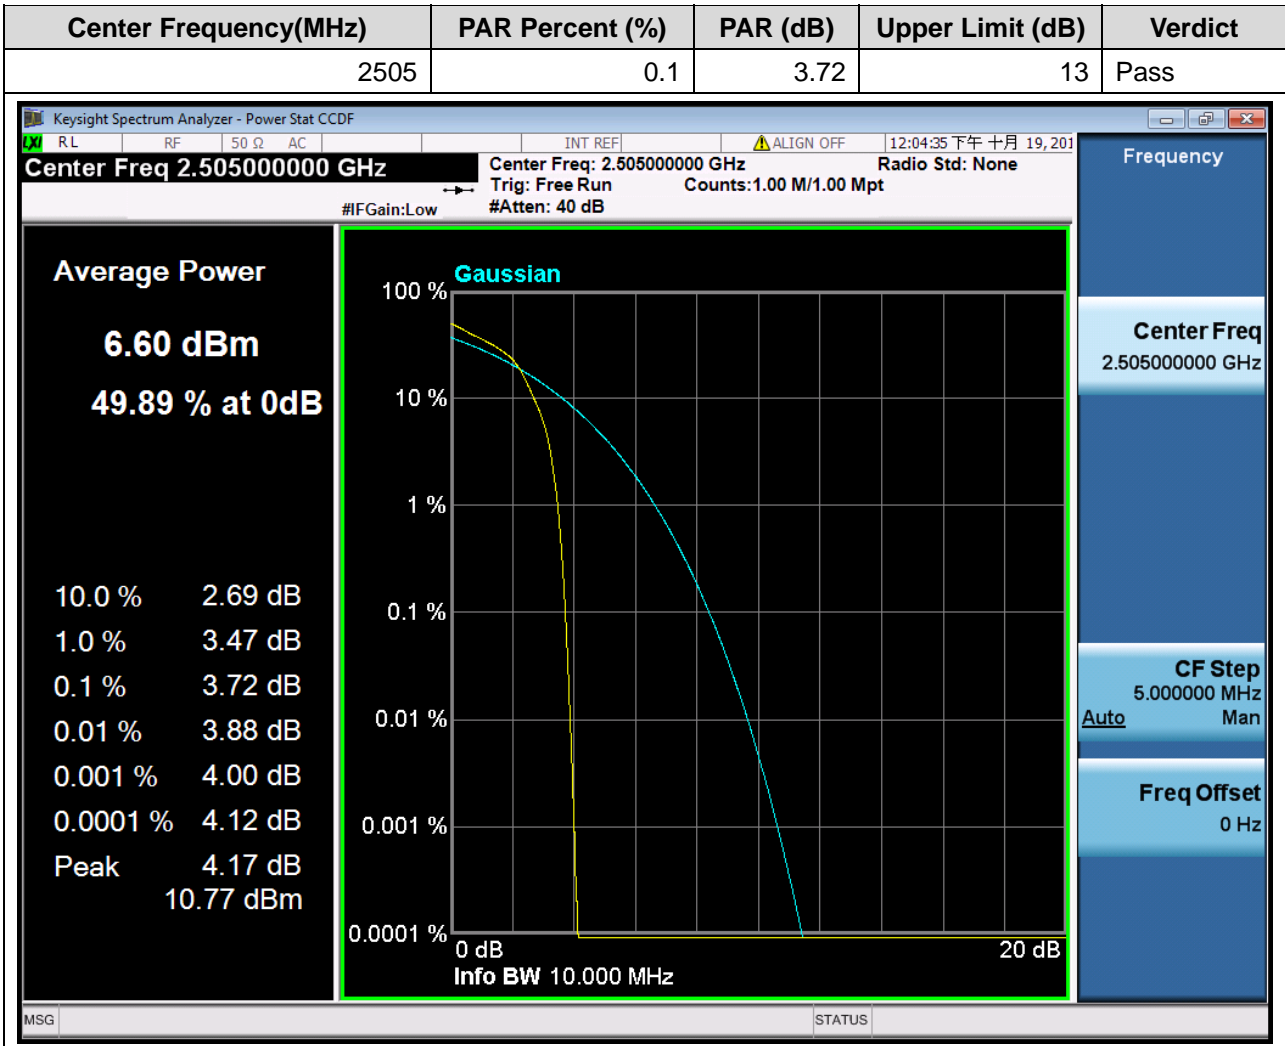 Center Frequency(MHz) PAR Percent (%) PAR (dB) Upper Limit (dB) Verdict
2505 0.1 3.72 13 Pass
Keysight Spectrum Analyzer - Power Stat CCDF
LXI RL RF 50 Ω AC INT REF ALIGN OFF 12:04:35 下午 十月 19, 201
Center Freq 2.505000000 GHz
Center Freq: 2.505000000 GHz Radio Std: None
Trig: Free Run Counts:1.00 M/1.00 Mpt
#IFGain:Low #Atten: 40 dB
Frequency
Average Power
6.60 dBm
49.89 % at 0dB
10.0 % 2.69 dB
1.0 % 3.47 dB
0.1 % 3.72 dB
0.01 % 3.88 dB
0.001 % 4.00 dB
0.0001 % 4.12 dB
Peak 4.17 dB
10.77 dBm
Gaussian
100 %
10 %
1 %
0.1 %
0.01 %
0.001 %
0.0001 %
0 dB 20 dB
Info BW 10.000 MHz
Center Freq
2.505000000 GHz
CF Step
5.000000 MHz
Auto Man
Freq Offset
0 Hz
MSG STATUS